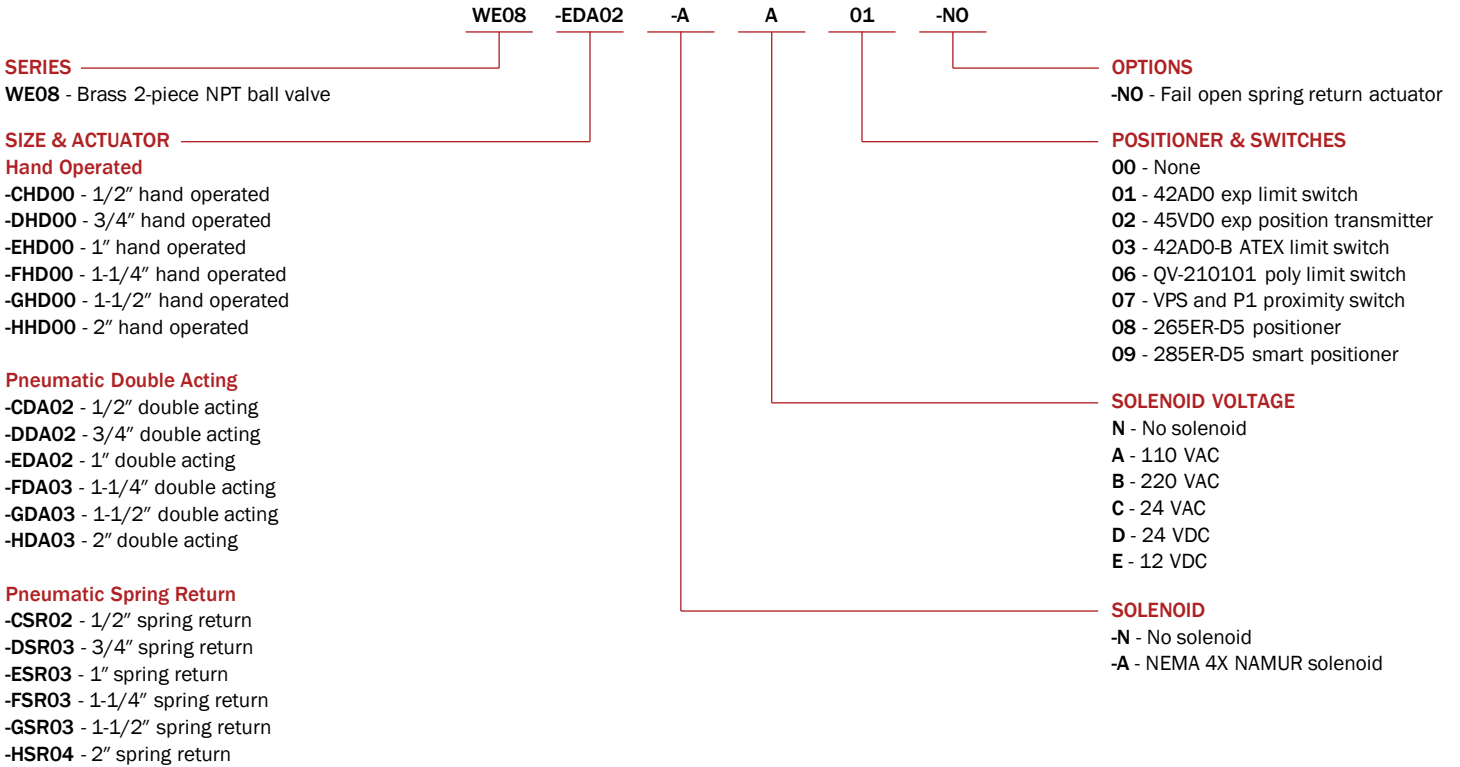 WE08 -EDA02 -A A 01 -NO
SERIES
WE08 - Brass 2-piece NPT ball valve
SIZE & ACTUATOR
Hand Operated
-CHD00 - 1/2″ hand operated
-DHD00 - 3/4″ hand operated
-EHD00 - 1″ hand operated
-FHD00 - 1-1/4″ hand operated
-GHD00 - 1-1/2″ hand operated
-HHD00 - 2″ hand operated
Pneumatic Double Acting
-CDA02 - 1/2″ double acting
-DDA02 - 3/4″ double acting
-EDA02 - 1″ double acting
-FDA03 - 1-1/4″ double acting
-GDA03 - 1-1/2″ double acting
-HDA03 - 2″ double acting
Pneumatic Spring Return
-CSR02 - 1/2″ spring return
-DSR03 - 3/4″ spring return
-ESR03 - 1″ spring return
-FSR03 - 1-1/4″ spring return
-GSR03 - 1-1/2″ spring return
-HSR04 - 2″ spring return
OPTIONS
-NO - Fail open spring return actuator
POSITIONER & SWITCHES
00 - None
01 - 42AD0 exp limit switch
02 - 45VD0 exp position transmitter
03 - 42AD0-B ATEX limit switch
06 - QV-210101 poly limit switch
07 - VPS and P1 proximity switch
08 - 265ER-D5 positioner
09 - 285ER-D5 smart positioner
SOLENOID VOLTAGE
N - No solenoid
A - 110 VAC
B - 220 VAC
C - 24 VAC
D - 24 VDC
E - 12 VDC
SOLENOID
-N - No solenoid
-A - NEMA 4X NAMUR solenoid